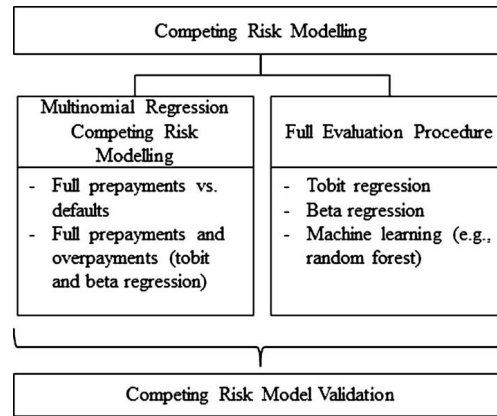 Competing Risk Modelling
Multinomial Regression
Competing Risk
Modelling
- Full prepayments vs.
defaults
- Full prepayments and
overpayments (tobit
and beta regression)
Full Evaluation Procedure
- Tobit regression
- Beta regression
- Machine learning (e.g.,
random forest)
Competing Risk Model Validation